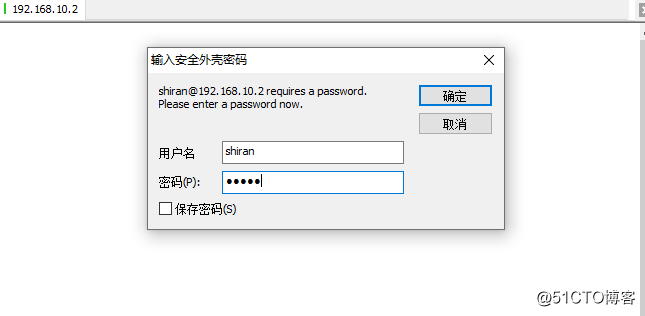 192.168.10.2
输入安全外壳密码
shiran@192.168.10.2 requires a password.
Please enter a password now.
确定
取消
用户名
shiran
密码(P):
●●●●●
保存密码(S)
@51CTO博客